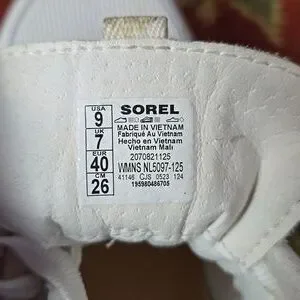 USA
9
UK
7
EUR
40
CM
26
SOREL
MADE IN VIETNAM
Fabriqué Au Vietnam
Hecho en Vietnam
Vietnam Malı
2070821125
WMNS NL5097-125
41146 CJS 0523 124
195980486705